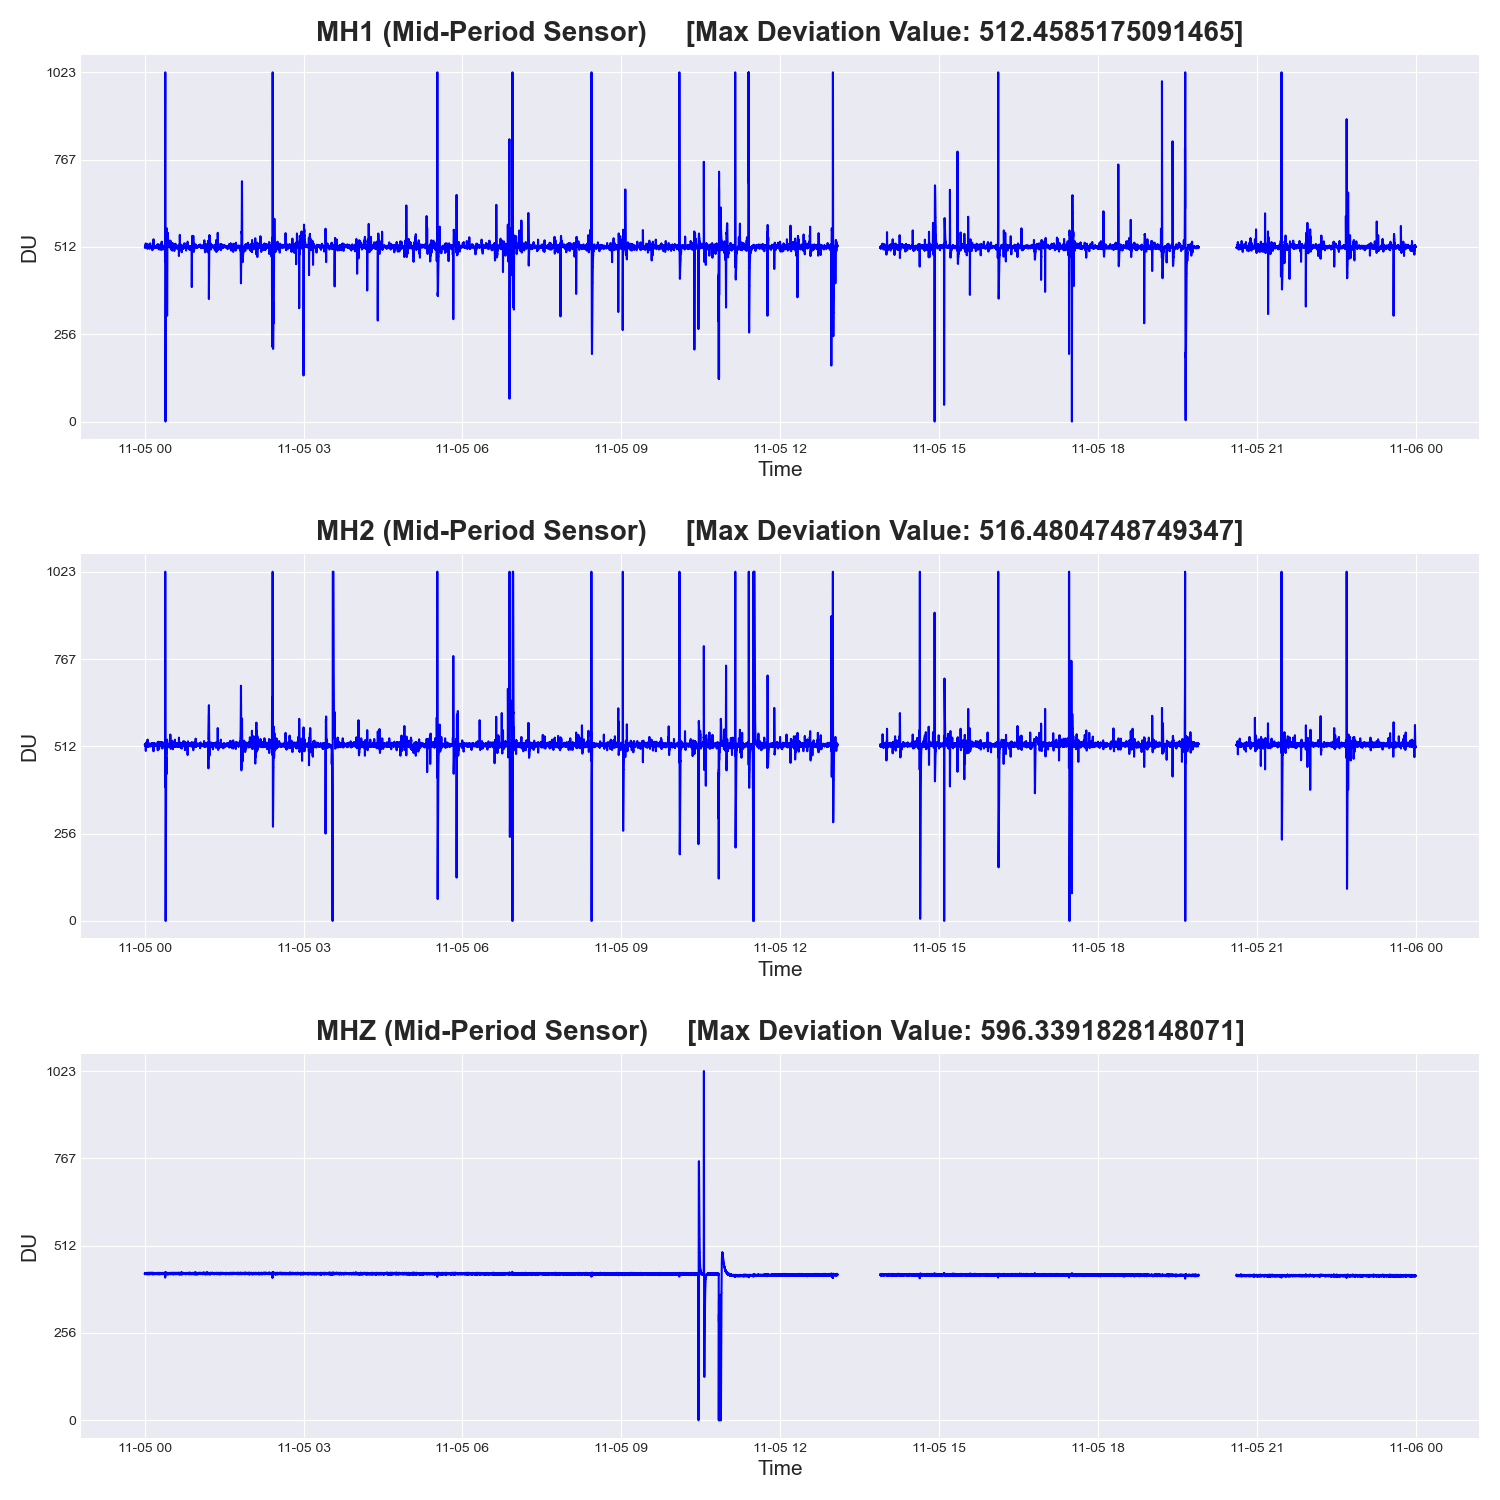 MH1 (Mid-Period Sensor)     [Max Deviation Value: 512.4585175091465]
1023
767
512
256
0
DU
11-05 00 11-05 03 11-05 06 11-05 09 11-05 12 11-05 15 11-05 18 11-05 21 11-06 00
Time
MH2 (Mid-Period Sensor)     [Max Deviation Value: 516.4804748749347]
1023
767
512
256
0
DU
11-05 00 11-05 03 11-05 06 11-05 09 11-05 12 11-05 15 11-05 18 11-05 21 11-06 00
Time
MHZ (Mid-Period Sensor)     [Max Deviation Value: 596.3391828148071]
1023
767
512
256
0
DU
11-05 00 11-05 03 11-05 06 11-05 09 11-05 12 11-05 15 11-05 18 11-05 21 11-06 00
Time